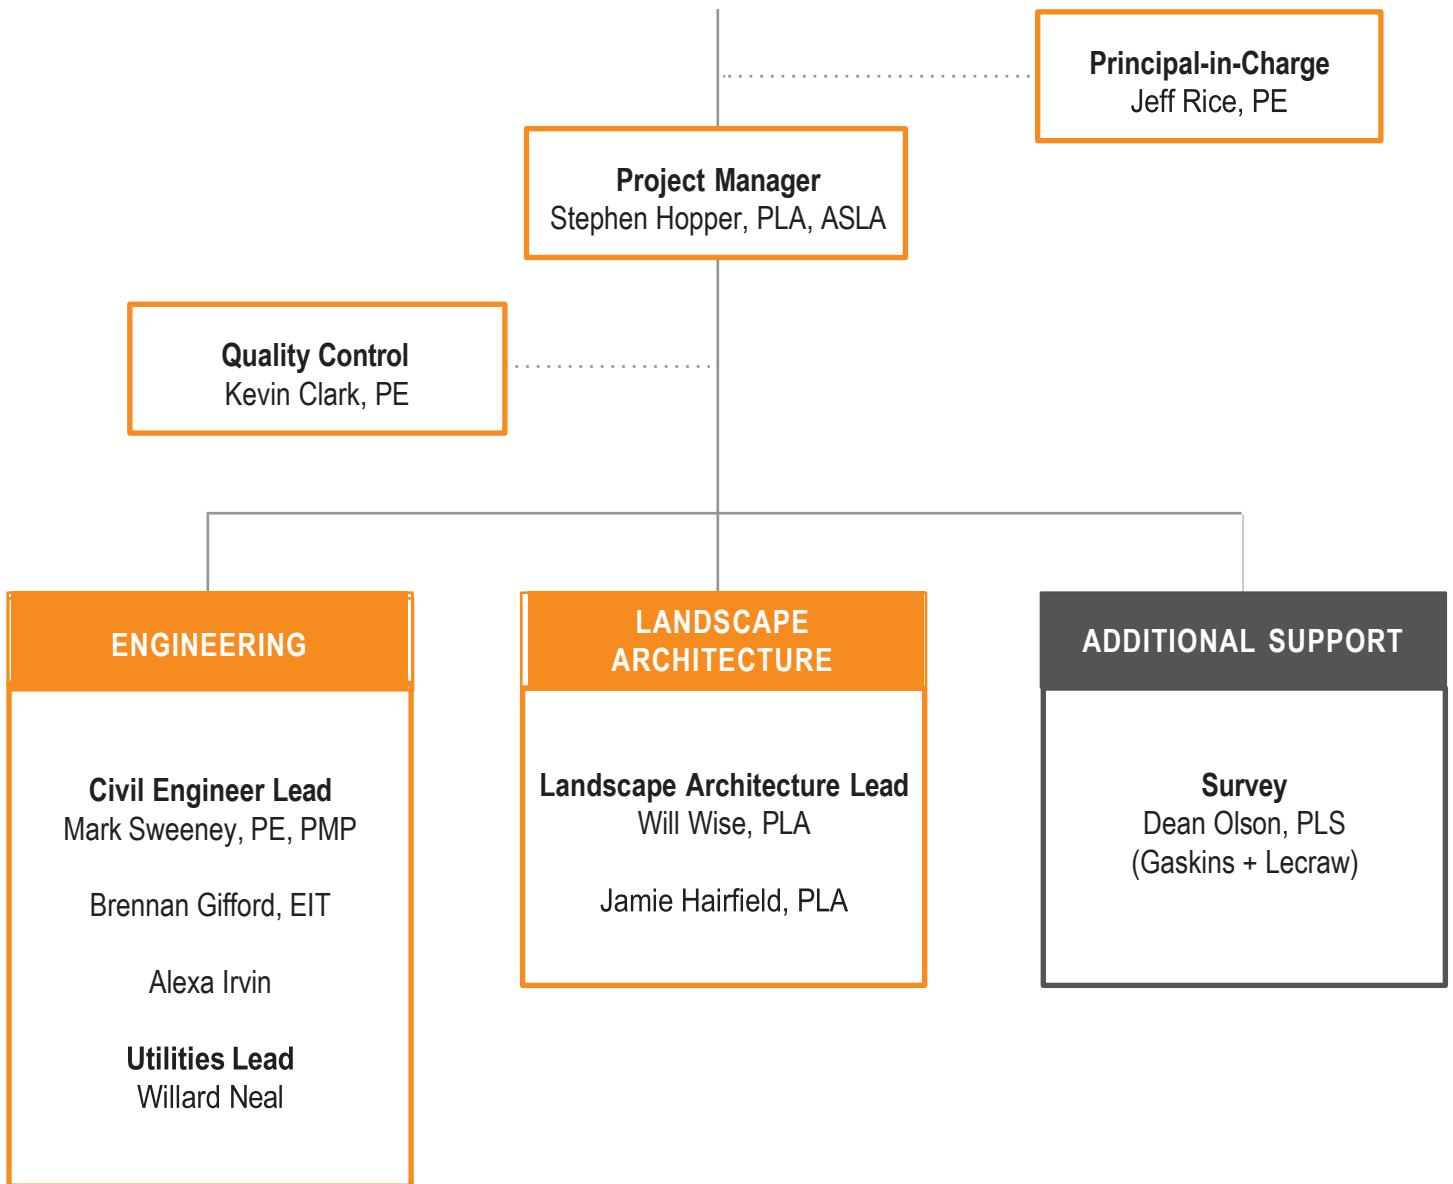 Principal-in-Charge
Jeff Rice, PE
Project Manager
Stephen Hopper, PLA, ASLA
Quality Control
Kevin Clark, PE
ENGINEERING
Civil Engineer Lead
Mark Sweeney, PE, PMP
Brennan Gifford, EIT
Alexa Irvin
Utilities Lead
Willard Neal
LANDSCAPE
ARCHITECTURE
Landscape Architecture Lead
Will Wise, PLA
Jamie Hairfield, PLA
ADDITIONAL SUPPORT
Survey
Dean Olson, PLS
(Gaskins + Lecraw)